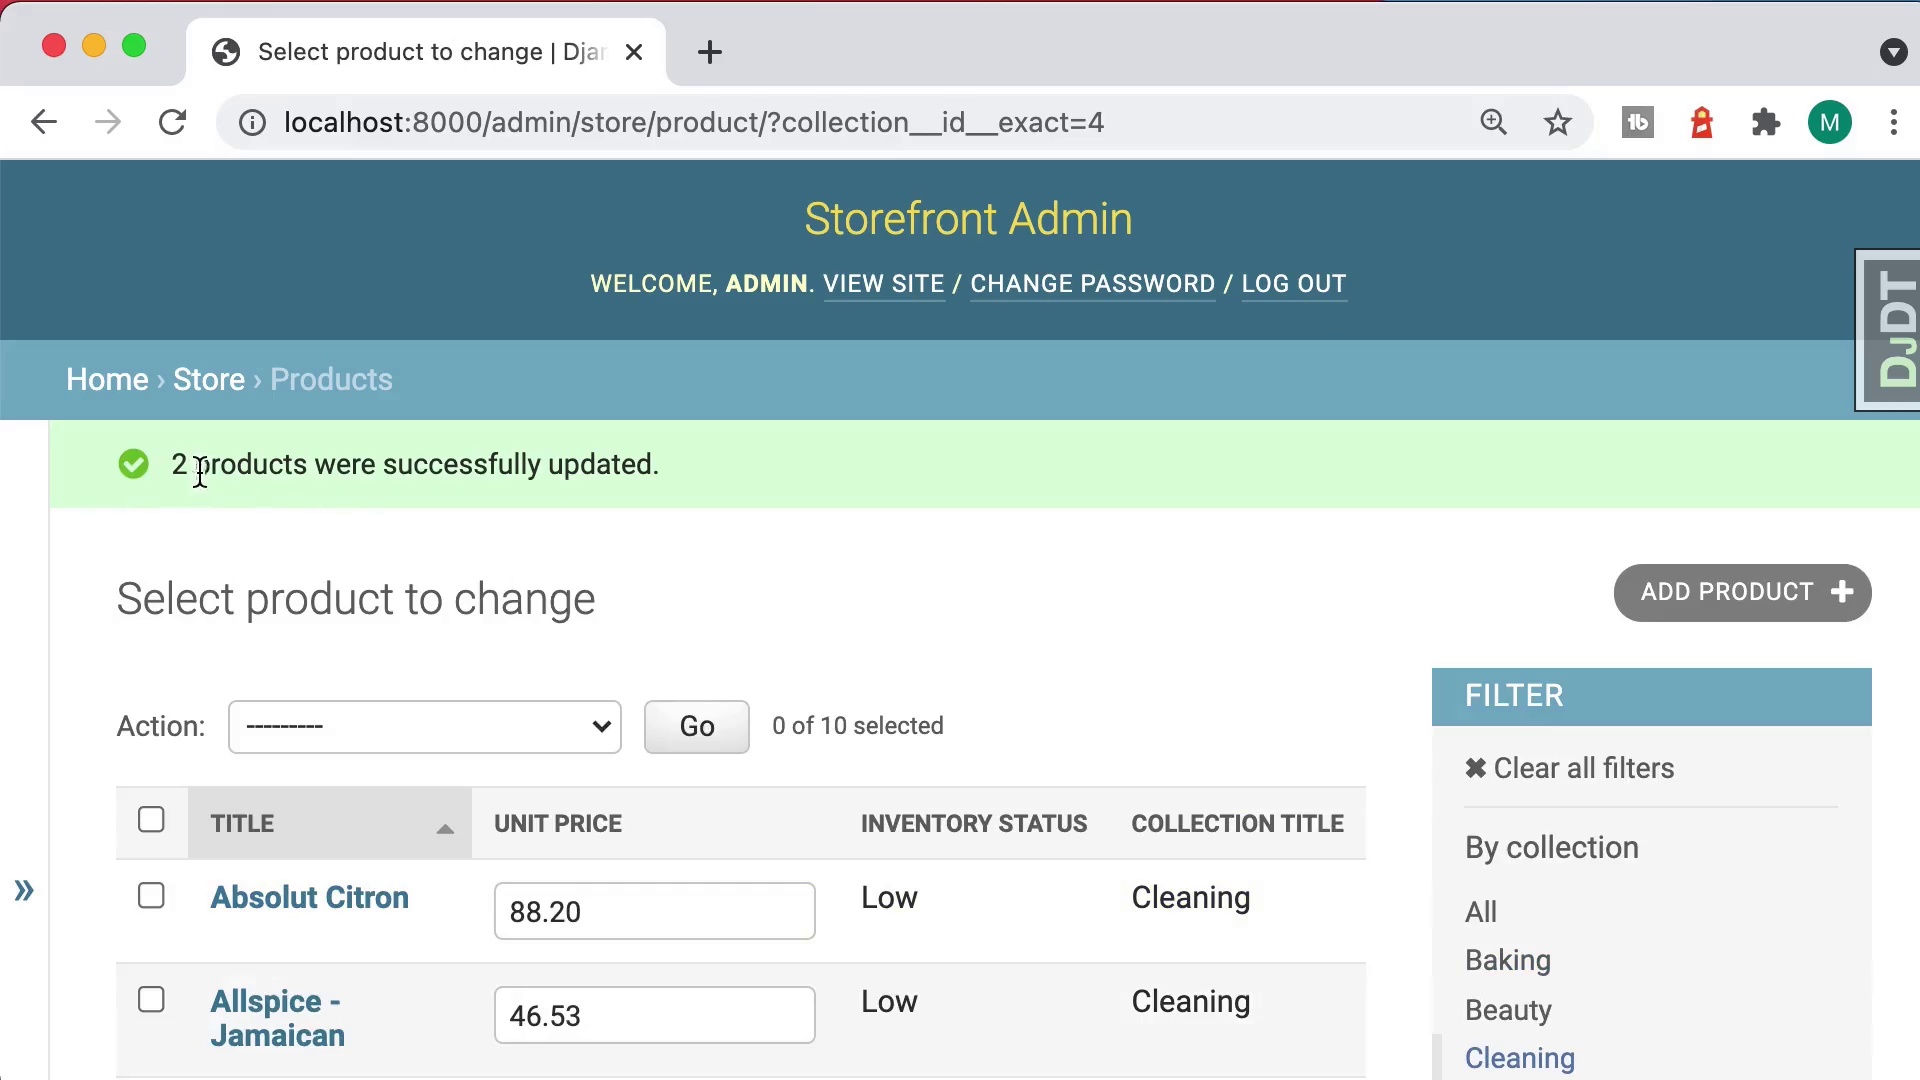 Select product to change | Djan
localhost:8000/admin/store/product/?collection__id__exact=4
tb
M
Storefront Admin
WELCOME, ADMIN. VIEW SITE / CHANGE PASSWORD / LOG OUT
DJDT
Home › Store › Products
2 products were successfully updated.
Select product to change
ADD PRODUCT +
Action: --------- Go 0 of 10 selected
FILTER
✖ Clear all filters
TITLE UNIT PRICE INVENTORY STATUS COLLECTION TITLE
By collection
Absolut Citron 88.20 Low Cleaning
All
Baking
Allspice - 46.53 Low Cleaning
Jamaican
Beauty
Cleaning
»